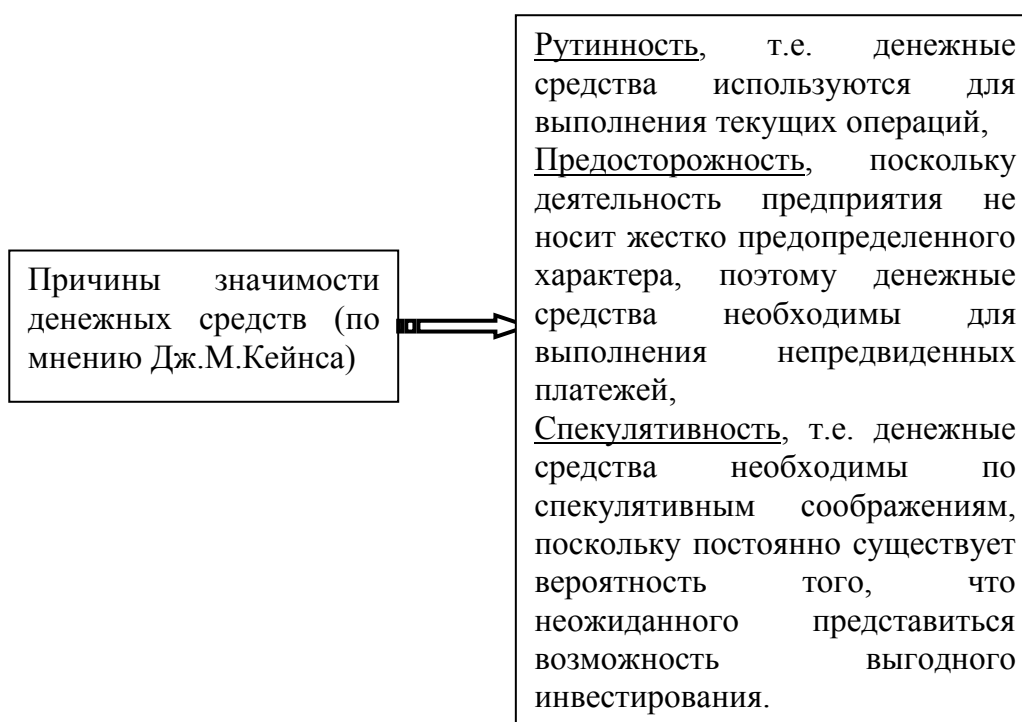 Причины значимости
денежных средств (по
мнению Дж.М.Кейнса)
Рутинность, т.е. денежные
средства используются для
выполнения текущих операций,
Предосторожность, поскольку
деятельность предприятия не
носит жестко предопределенного
характера, поэтому денежные
средства необходимы для
выполнения непредвиденных
платежей,
Спекулятивность, т.е. денежные
средства необходимы по
спекулятивным соображениям,
поскольку постоянно существует
вероятность того, что
неожиданного представиться
возможность выгодного
инвестирования.